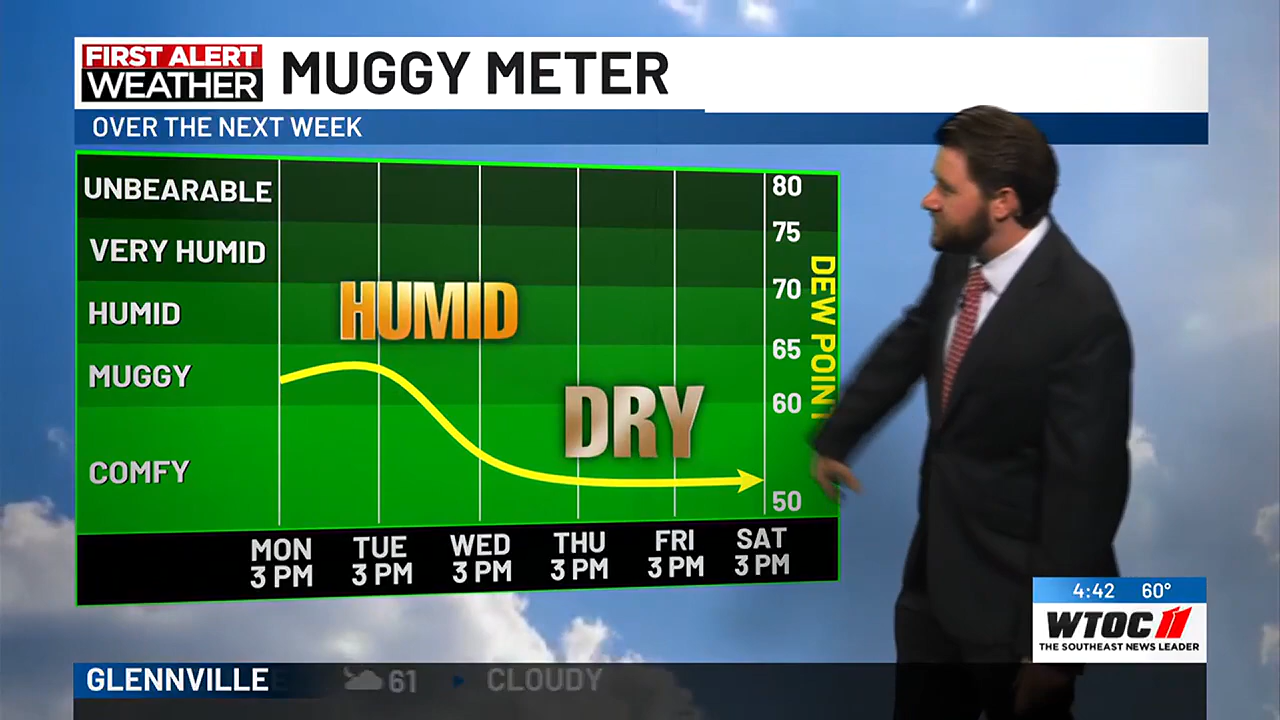 FIRST ALERT
WEATHER
MUGGY METER
OVER THE NEXT WEEK
UNBEARABLE
VERY HUMID
HUMID
MUGGY
COMFY
HUMID
DRY
80
75
70
65
60
50
DEW POINT
MON
3 PM
TUE
3 PM
WED
3 PM
THU
3 PM
FRI
3 PM
SAT
3 PM
4:42 60°
WTOC 11
THE SOUTHEAST NEWS LEADER
GLENNVILLE 61 CLOUDY